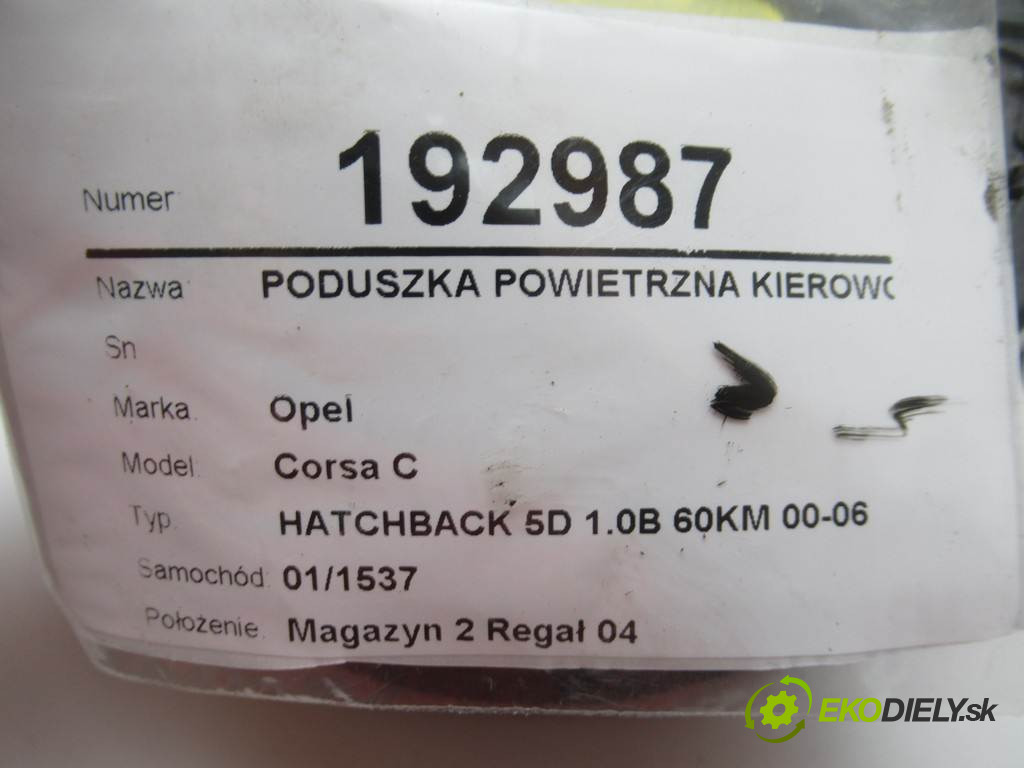 Numer 192987
Nazwa: PODUSZKA POWIETRZNA KIEROWC
Sn
Marka: Opel
Model: Corsa C
Typ: HATCHBACK 5D 1.0B 60KM 00-06
Samochód: 01/1537
Położenie: Magazyn 2 Regał 04
EKODIELY.sk